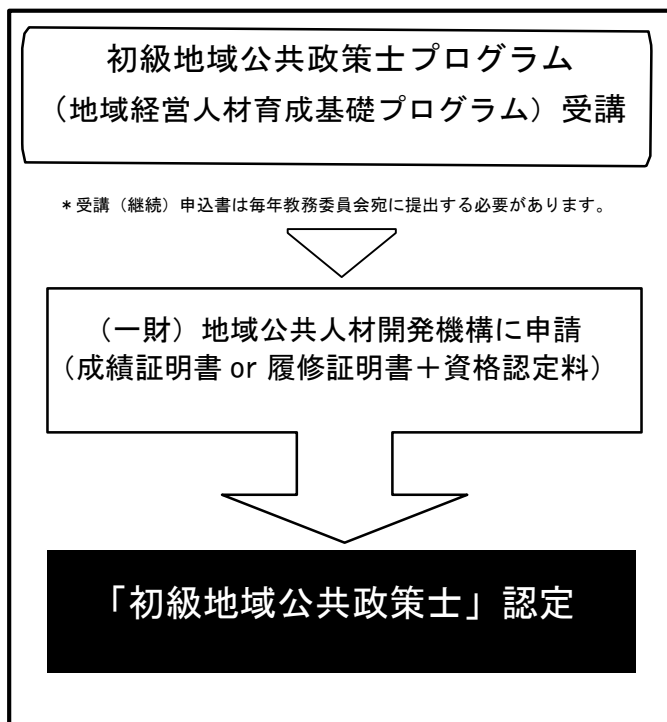 初級地域公共政策士プログラム
（地域経営人材育成基礎プログラム）受講
＊受講（継続）申込書は毎年教務委員会宛に提出する必要があります。
（一財）地域公共人材開発機構に申請
（成績証明書 or 履修証明書＋資格認定料）
「初級地域公共政策士」認定